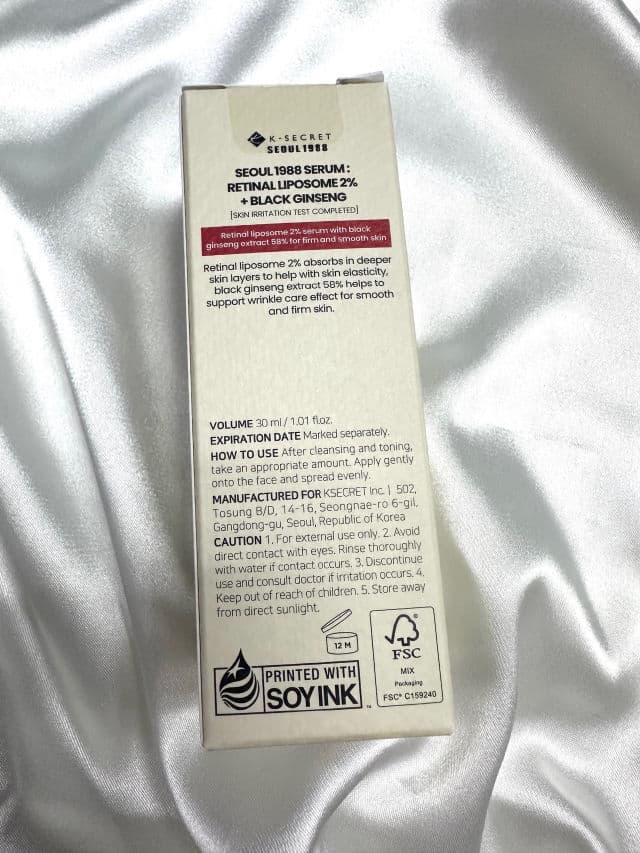 K-SECRET
SEOUL1988
SEOUL 1988 SERUM :
RETINAL LIPOSOME 2%
+ BLACK GINSENG
[SKIN IRRITATION TEST COMPLETED]
Retinal liposome 2% serum with black
ginseng extract 58% for firm and smooth skin
Retinal liposome 2% absorbs in deeper
skin layers to help with skin elasticity,
black ginseng extract 58% helps to
support wrinkle care effect for smooth
and firm skin.
VOLUME 30 ml / 1.01 fl.oz.
EXPIRATION DATE Marked separately.
HOW TO USE After cleansing and toning,
take an appropriate amount. Apply gently
onto the face and spread evenly.
MANUFACTURED FOR KSECRET Inc. | 502,
Tosung B/D, 14-16, Seongnae-ro 6-gil,
Gangdong-gu, Seoul, Republic of Korea
CAUTION 1. For external use only. 2. Avoid
direct contact with eyes. Rinse thoroughly
with water if contact occurs. 3. Discontinue
use and consult doctor if irritation occurs. 4.
Keep out of reach of children. 5. Store away
from direct sunlight.
12 M
PRINTED WITH
SOY INK™
FSC®
MIX
Packaging
FSC® C159240